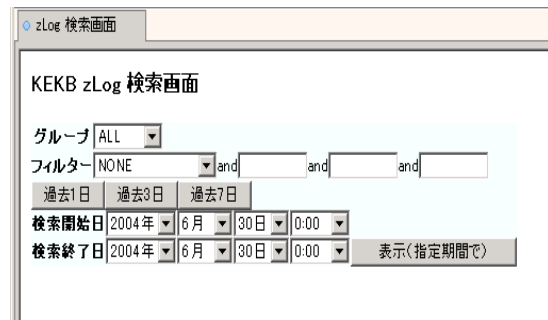 zLog 検索画面
KEKB zLog 検索画面
グループ ALL
フィルター NONE and and and
過去1日 過去3日 過去7日
検索開始日 2004年 6月 30日 0:00
検索終了日 2004年 6月 30日 0:00 表示(指定期間で)